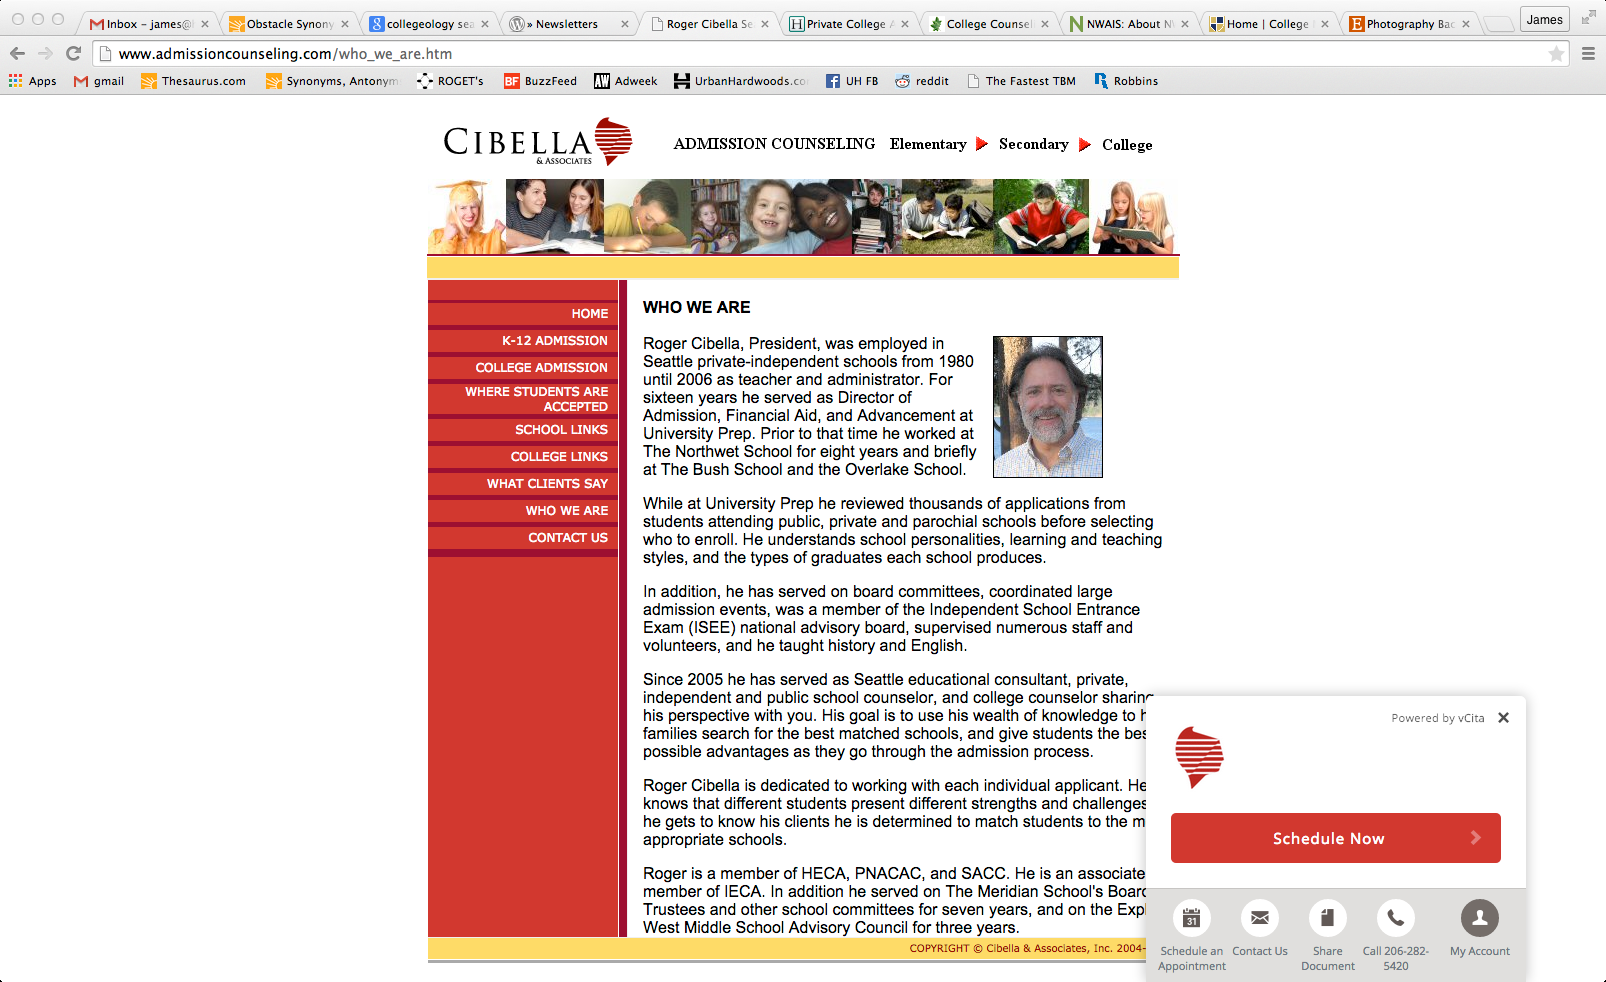 Inbox – james@
Obstacle Synony
collegeology sea
» Newsletters
Roger Cibella Se
Private College A
College Counsel
NWAIS: About N
Home | College
Photography Bac
James
www.admissioncounseling.com/who_we_are.htm
Apps
gmail
Thesaurus.com
Synonyms, Antonym
ROGET's
BuzzFeed
Adweek
UrbanHardwoods.co
UH FB
reddit
The Fastest TBM
Robbins
CIBELLA
& ASSOCIATES
ADMISSION COUNSELING Elementary Secondary College
HOME
K-12 ADMISSION
COLLEGE ADMISSION
WHERE STUDENTS ARE
ACCEPTED
SCHOOL LINKS
COLLEGE LINKS
WHAT CLIENTS SAY
WHO WE ARE
CONTACT US
WHO WE ARE
Roger Cibella, President, was employed in
Seattle private-independent schools from 1980
until 2006 as teacher and administrator. For
sixteen years he served as Director of
Admission, Financial Aid, and Advancement at
University Prep. Prior to that time he worked at
The Northwet School for eight years and briefly
at The Bush School and the Overlake School.
While at University Prep he reviewed thousands of applications from
students attending public, private and parochial schools before selecting
who to enroll. He understands school personalities, learning and teaching
styles, and the types of graduates each school produces.
In addition, he has served on board committees, coordinated large
admission events, was a member of the Independent School Entrance
Exam (ISEE) national advisory board, supervised numerous staff and
volunteers, and he taught history and English.
Since 2005 he has served as Seattle educational consultant, private,
independent and public school counselor, and college counselor sharing
his perspective with you. His goal is to use his wealth of knowledge to h
families search for the best matched schools, and give students the bes
possible advantages as they go through the admission process.
Roger Cibella is dedicated to working with each individual applicant. He
knows that different students present different strengths and challenges
he gets to know his clients he is determined to match students to the m
appropriate schools.
Roger is a member of HECA, PNACAC, and SACC. He is an associate
member of IECA. In addition he served on The Meridian School's Board
Trustees and other school committees for seven years, and on the Expl
West Middle School Advisory Council for three years.
COPYRIGHT © Cibella & Associates, Inc. 2004-
Powered by vCita
Schedule Now
31
Schedule an
Appointment
Contact Us
Share
Document
Call 206-282-
5420
My Account